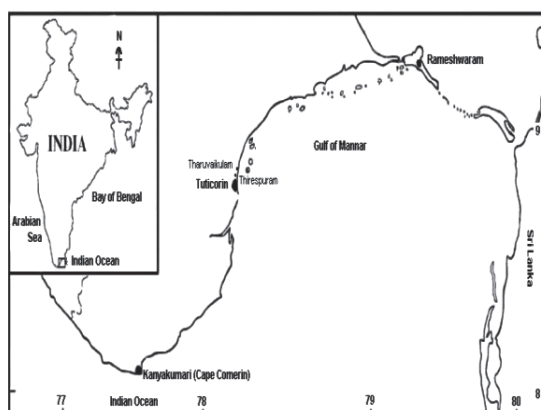 N
INDIA
Bay of Bengal
Arabian
Sea
Indian Ocean
Rameshwaram
Gulf of Mannar
Tharuvaikulam
Thirespuram
Tuticorin
Sri Lanka
Kanyakumari (Cape Comerin)
Indian Ocean
77
78
79
80
9
8